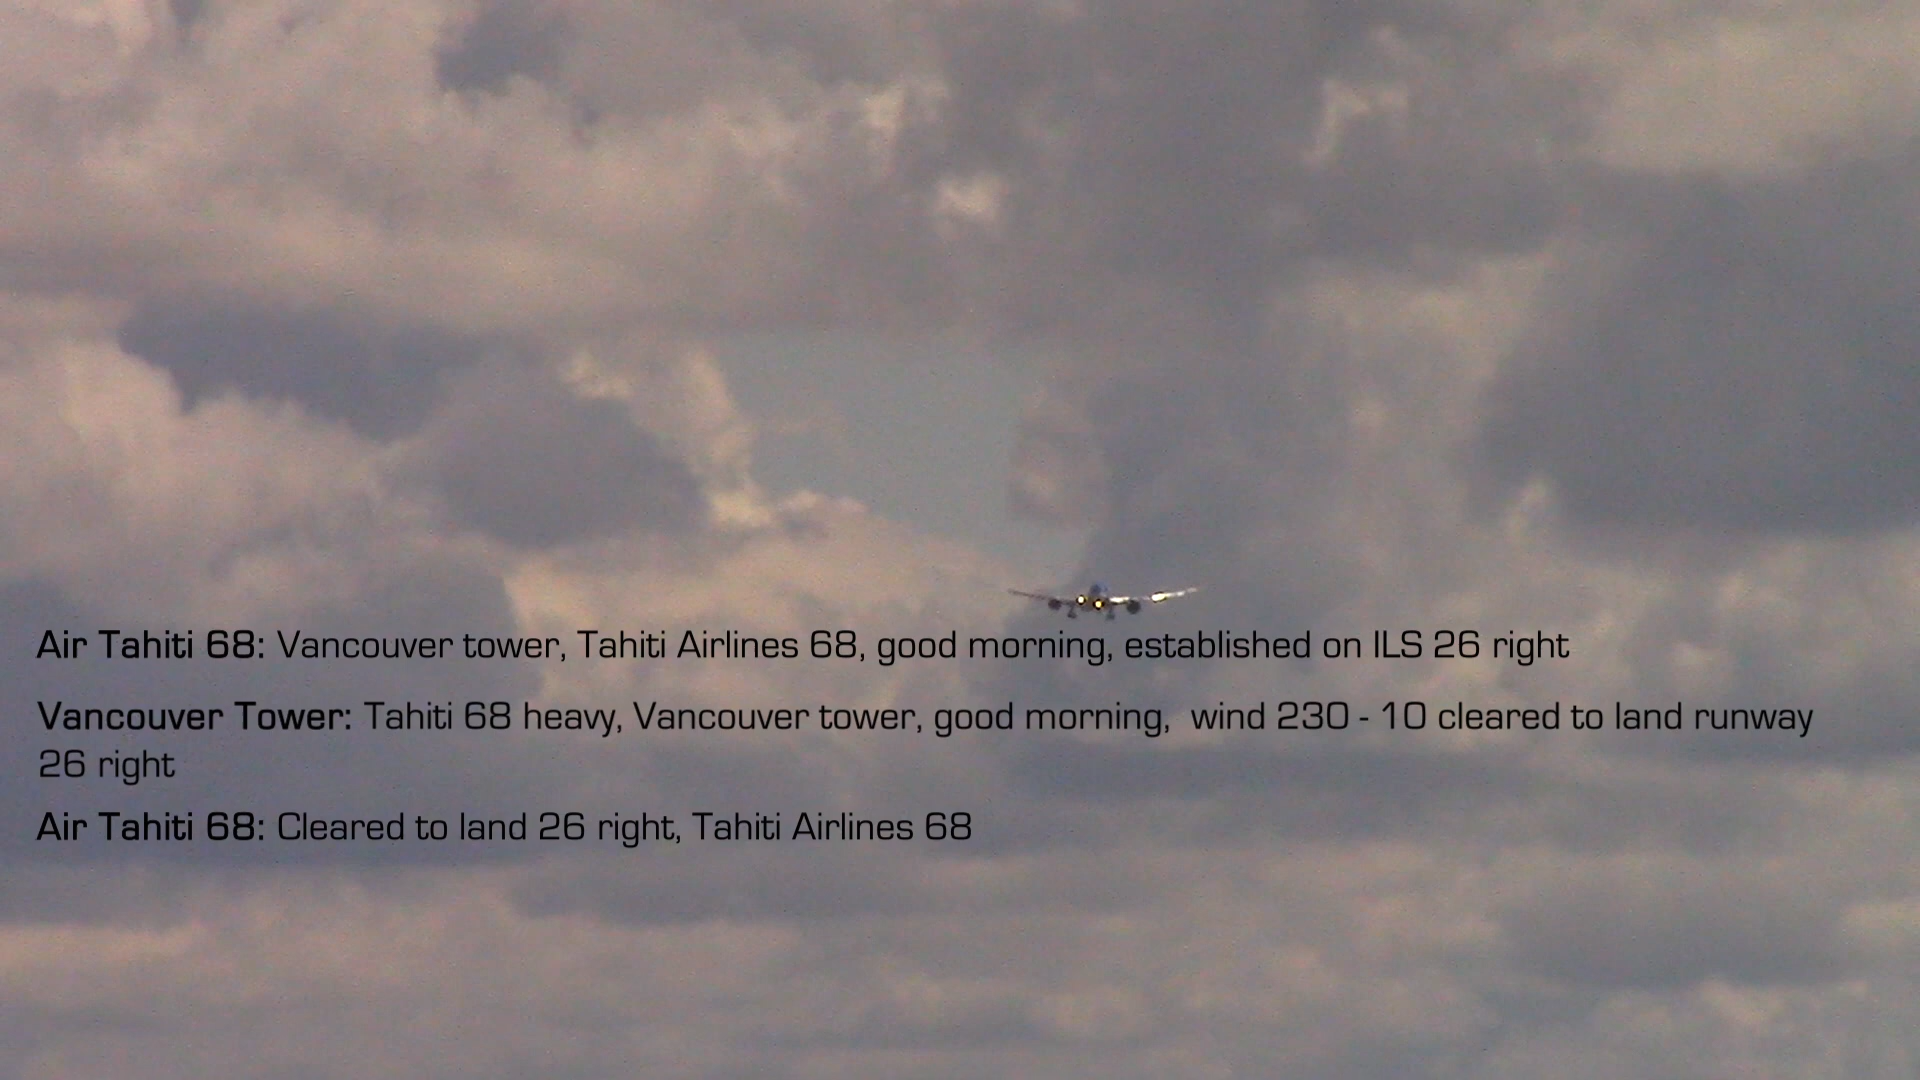 Air Tahiti 68: Vancouver tower, Tahiti Airlines 68, good morning, established on ILS 26 right
Vancouver Tower: Tahiti 68 heavy, Vancouver tower, good morning,  wind 230 - 10 cleared to land runway
26 right
Air Tahiti 68: Cleared to land 26 right, Tahiti Airlines 68